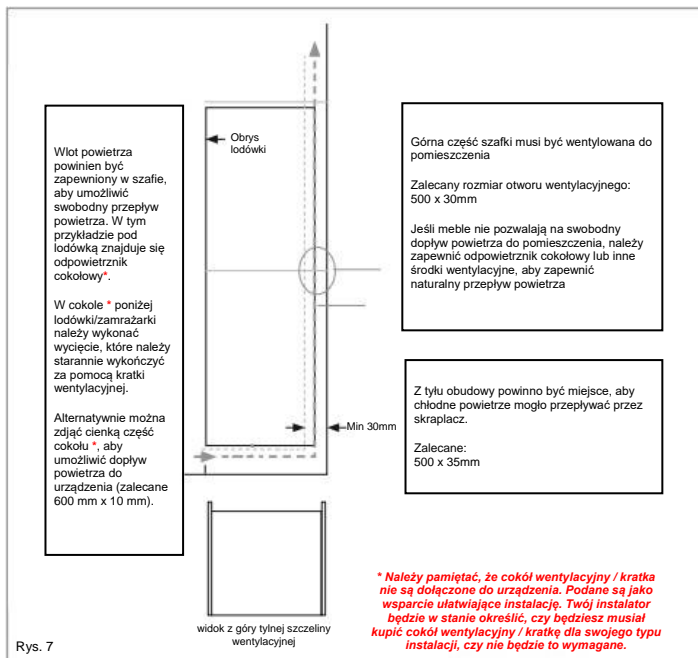 Wlot powietrza
powinien być
zapewniony w szafie,
aby umożliwić
swobodny przepływ
powietrza. W tym
przykładzie pod
lodówką znajduje się
odpowietrznik
cokołowy*.
W cokole * poniżej
lodówki/zamrażarki
należy wykonać
wycięcie, które należy
starannie wykończyć
za pomocą kratki
wentylacyjnej.
Alternatywnie można
zdjąć cienką część
cokołu *, aby
umożliwić dopływ
powietrza do
urządzenia (zalecane
600 mm x 10 mm).
Obrys
lodówki
Górna część szafki musi być wentylowana do
pomieszczenia
Zalecany rozmiar otworu wentylacyjnego:
500 x 30mm
Jeśli meble nie pozwalają na swobodny
dopływ powietrza do pomieszczenia, należy
zapewnić odpowietrznik cokołowy lub inne
środki wentylacyjne, aby zapewnić
naturalny przepływ powietrza
Z tyłu obudowy powinno być miejsce, aby
chłodne powietrze mogło przepływać przez
skraplacz.
Zalecane:
500 x 35mm
Min 30mm
widok z góry tylnej szczeliny
wentylacyjnej
* Należy pamiętać, że cokół wentylacyjny / kratka
nie są dołączone do urządzenia. Podane są jako
wsparcie ułatwiające instalację. Twój instalator
będzie w stanie określić, czy będziesz musiał
kupić cokół wentylacyjny / kratkę dla swojego typu
instalacji, czy nie będzie to wymagane.
Rys. 7